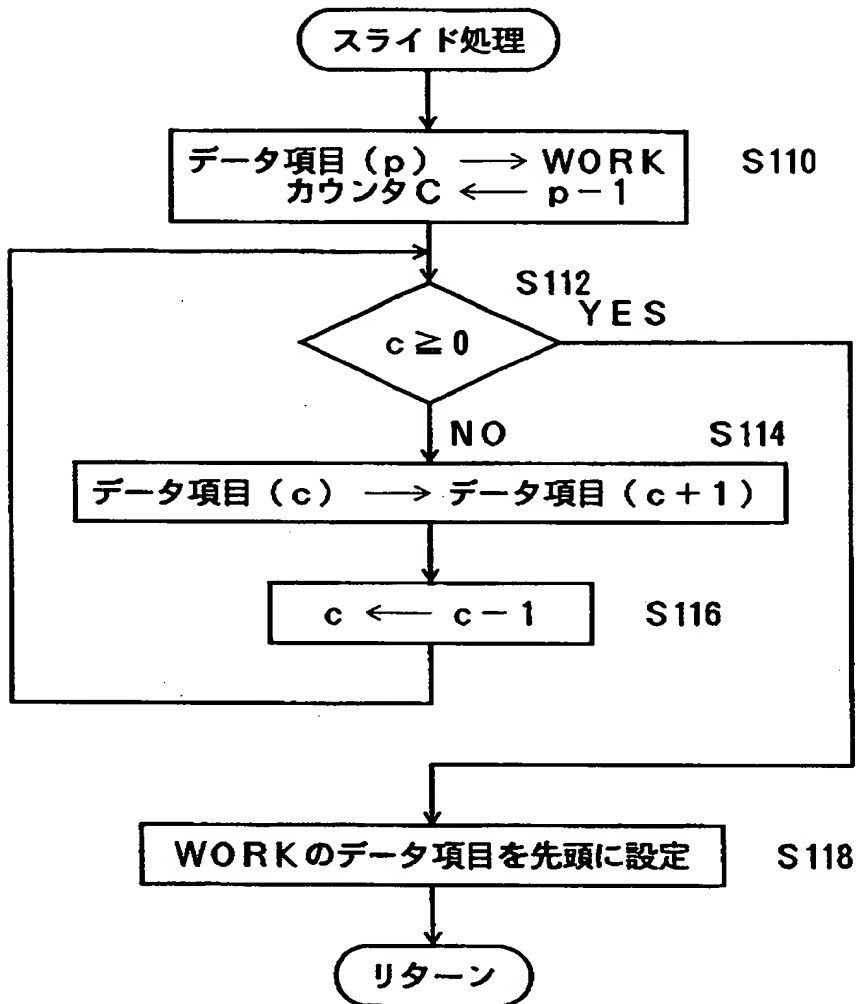 スライド処理
データ項目(p) → WORK
S110
カウンタC ← p-1
S112
YES
c≧0
NO
S114
データ項目(c) → データ項目(c+1)
c ← c-1
S116
WORKのデータ項目を先頭に設定
S118
リターン